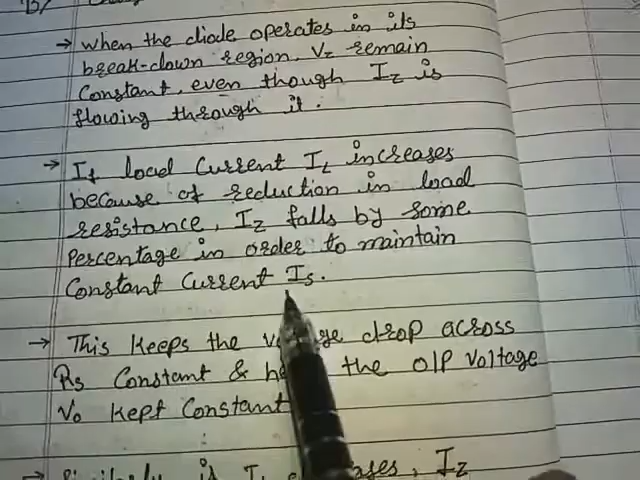 → when the diode operates in its
break-down region, Vz remain
Constant, even though Iz is
flowing through it.
→ If load Current IL increases
because of reduction in load
resistance, Iz falls by some
Percentage in order to maintain
Constant Current Is.
→ This keeps the drop across
Rs Constant & the O/P Voltage
Vo kept Constant
→ Iz